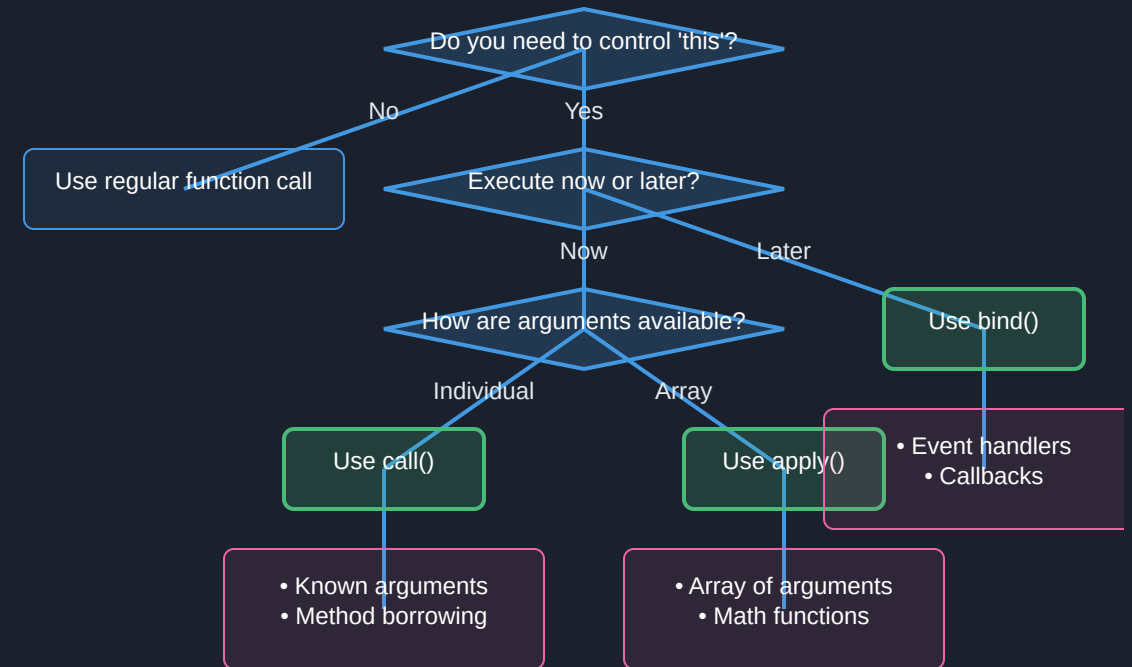 Do you need to control 'this'?
No
Yes
Use regular function call
Execute now or later?
Now
Later
How are arguments available?
Use bind()
Individual
Array
Use call()
Use apply()
• Event handlers
• Callbacks
• Known arguments
• Method borrowing
• Array of arguments
• Math functions